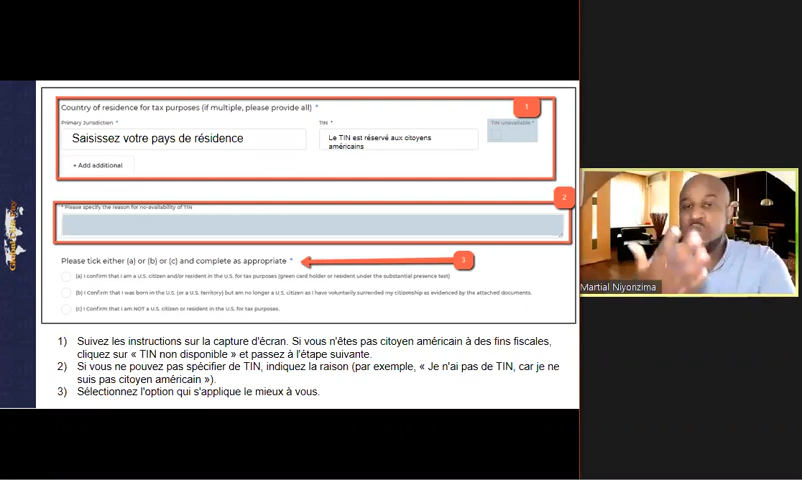 1
Country of residence for tax purposes (if multiple, please provide all) *
Primary Jurisdiction *
TIN *
TIN unavailable *
Saisissez votre pays de résidence
Le TIN est réservé aux citoyens
américains
+ Add additional
2
* Please specify the reason for no-availability of TIN
Please tick either (a) or (b) or (c) and complete as appropriate *
3
(a) I confirm that I am a U.S. citizen and/or resident in the U.S. for tax purposes (green card holder or resident under the substantial presence test)
(b) I Confirm that I was born in the U.S. (or a U.S. territory) but am no longer a U.S. citizen as I have voluntarily surrendered my citizenship as evidenced by the attached documents.
(c) I Confirm that I am NOT a U.S. citizen or resident in the U.S. for tax purposes.
Martial Niyonzima
1) Suivez les instructions sur la capture d'écran. Si vous n'êtes pas citoyen américain à des fins fiscales,
cliquez sur « TIN non disponible » et passez à l'étape suivante.
2) Si vous ne pouvez pas spécifier de TIN, indiquez la raison (par exemple, « Je n'ai pas de TIN, car je ne
suis pas citoyen américain »).
3) Sélectionnez l'option qui s'applique le mieux à vous.